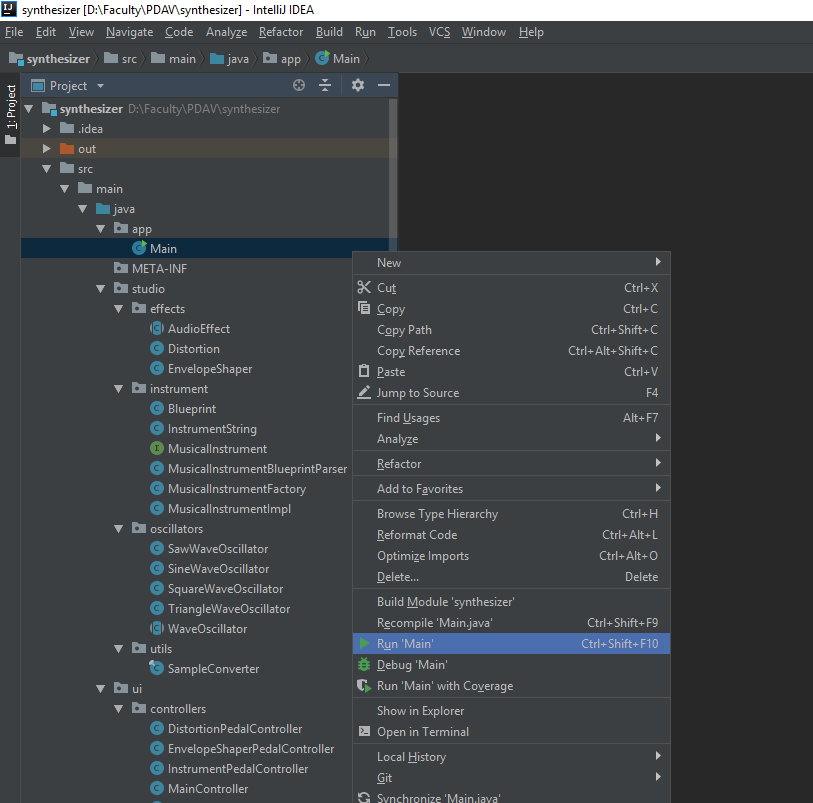 synthesizer [D:\Faculty\PDAV\synthesizer] - IntelliJ IDEA
File Edit View Navigate Code Analyze Refactor Build Run Tools VCS Window Help
synthesizer src main java app Main
1: Project
Project
synthesizer D:\Faculty\PDAV\synthesizer
.idea
out
src
main
java
app
Main
META-INF
studio
effects
AudioEffect
Distortion
EnvelopeShaper
instrument
Blueprint
InstrumentString
MusicalInstrument
MusicalInstrumentBlueprintParser
MusicalInstrumentFactory
MusicalInstrumentImpl
oscillators
SawWaveOscillator
SineWaveOscillator
SquareWaveOscillator
TriangleWaveOscillator
WaveOscillator
utils
SampleConverter
ui
controllers
DistortionPedalController
EnvelopeShaperPedalController
InstrumentPedalController
MainController
New
Cut Ctrl+X
Copy Ctrl+C
Copy Path Ctrl+Shift+C
Copy Reference Ctrl+Alt+Shift+C
Paste Ctrl+V
Jump to Source F4
Find Usages Alt+F7
Analyze
Refactor
Add to Favorites
Browse Type Hierarchy Ctrl+H
Reformat Code Ctrl+Alt+L
Optimize Imports Ctrl+Alt+O
Delete... Delete
Build Module 'synthesizer'
Recompile 'Main.java' Ctrl+Shift+F9
Run 'Main' Ctrl+Shift+F10
Debug 'Main'
Run 'Main' with Coverage
Show in Explorer
Open in Terminal
Local History
Git
Synchronize 'Main.java'